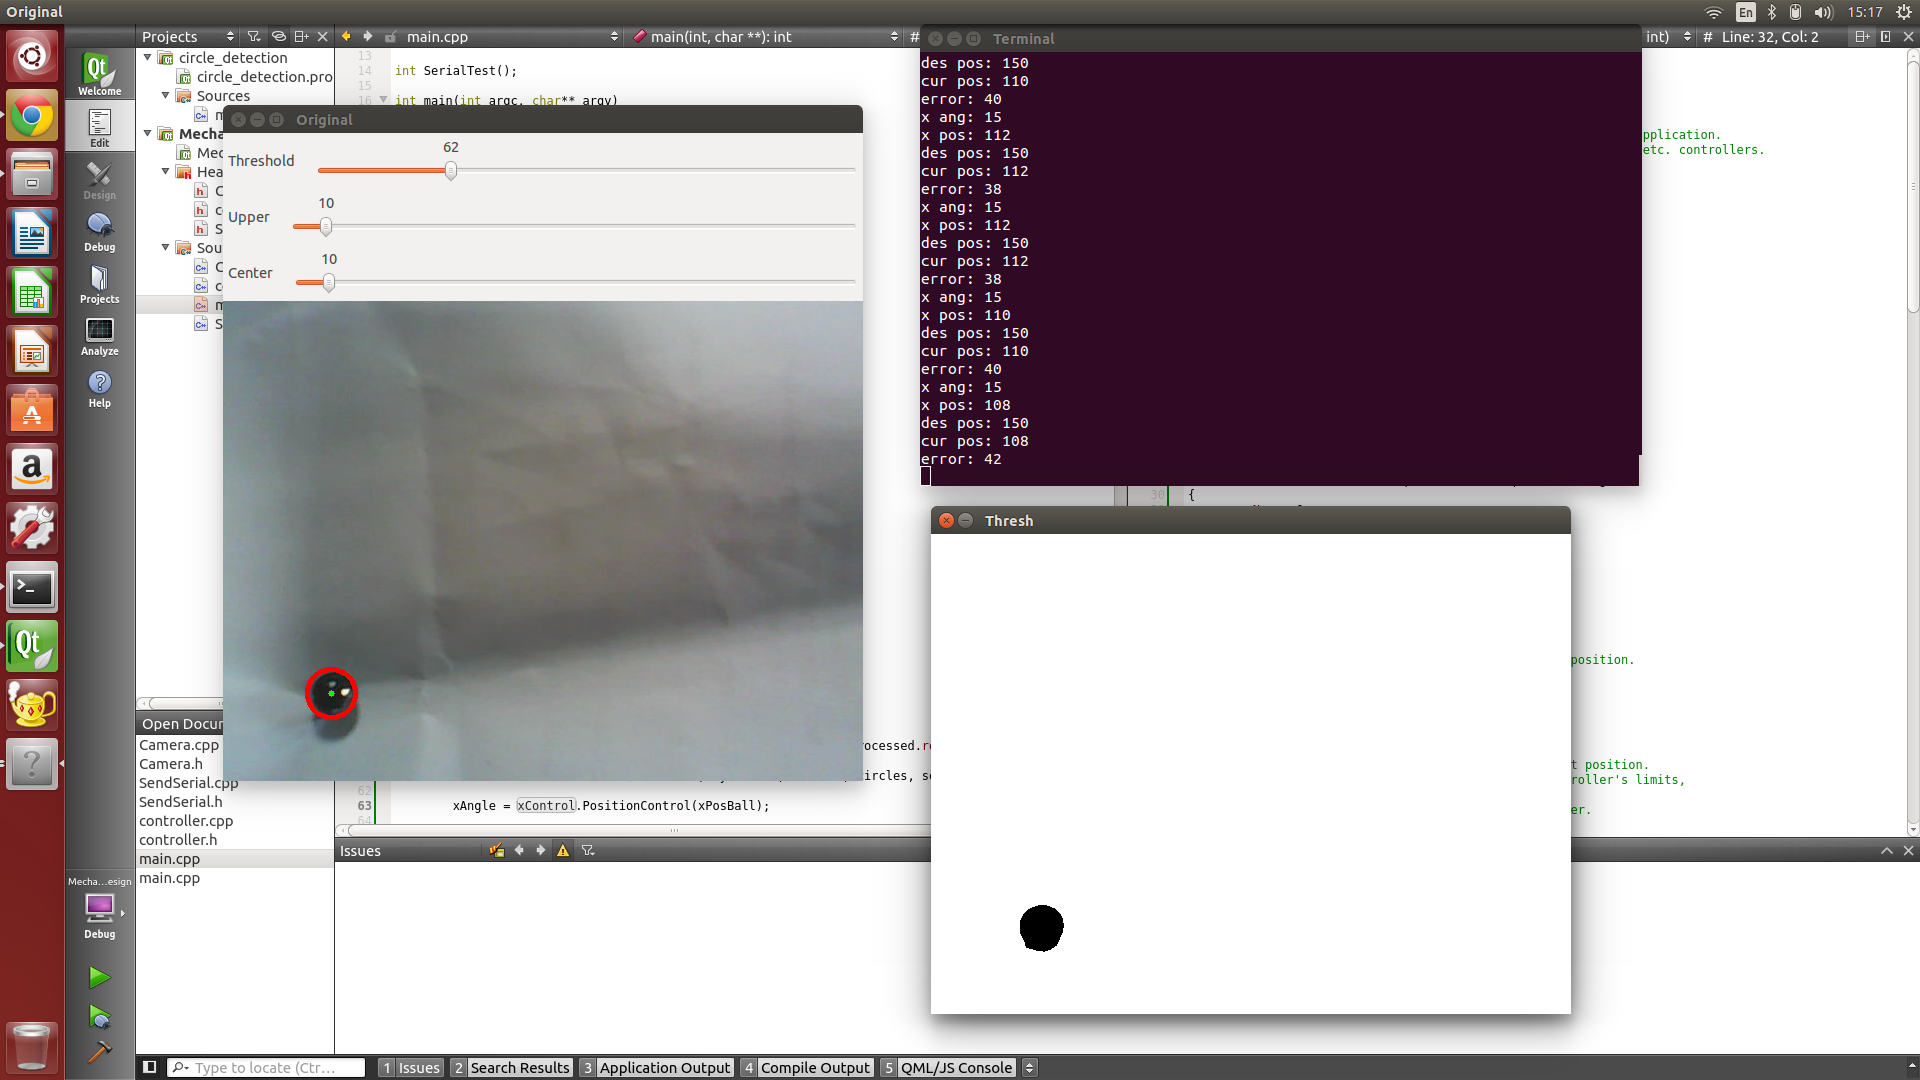 Original
En
15:17
Projects
main.cpp
main(int, char **): int
#
int)
# Line: 32, Col: 2
circle_detection
circle_detection.pro
Sources
Mecha
Mec
Hea
C
c
S
Sou
C
c
m
S
Welcome
Edit
Design
Debug
Projects
Analyze
Help
13
14 int SerialTest();
15
16 int main(int argc, char** argv)
Original
Threshold
62
Upper
10
Center
10
Terminal
des pos: 150
cur pos: 110
error: 40
x ang: 15
x pos: 112
des pos: 150
cur pos: 112
error: 38
x ang: 15
x pos: 112
des pos: 150
cur pos: 112
error: 38
x ang: 15
x pos: 110
des pos: 150
cur pos: 110
error: 40
x ang: 15
x pos: 108
des pos: 150
cur pos: 108
error: 42
pplication.
etc. controllers.
30 {
Thresh
position.
t position.
roller's limits,
er.
Open Docum
Camera.cpp
Camera.h
SendSerial.cpp
SendSerial.h
controller.cpp
controller.h
main.cpp
main.cpp
rocessed.r
ircles, s
62
63 xAngle = xControl.PositionControl(xPosBall);
64
Issues
Mecha...esign
Debug
Type to locate (Ctr...
1 Issues
2 Search Results
3 Application Output
4 Compile Output
5 QML/JS Console